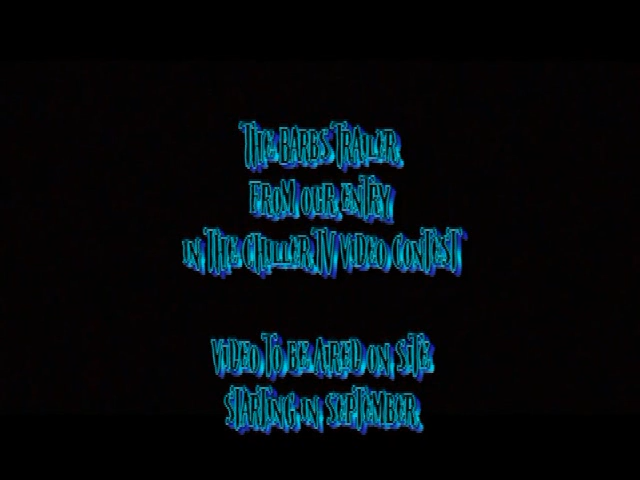 THE BARBS TRAILER
FROM OUR ENTRY
IN THE CHILLER TV VIDEO CONTEST
VIDEO TO BE AIRED ON SITE
STARTING IN SEPTEMBER